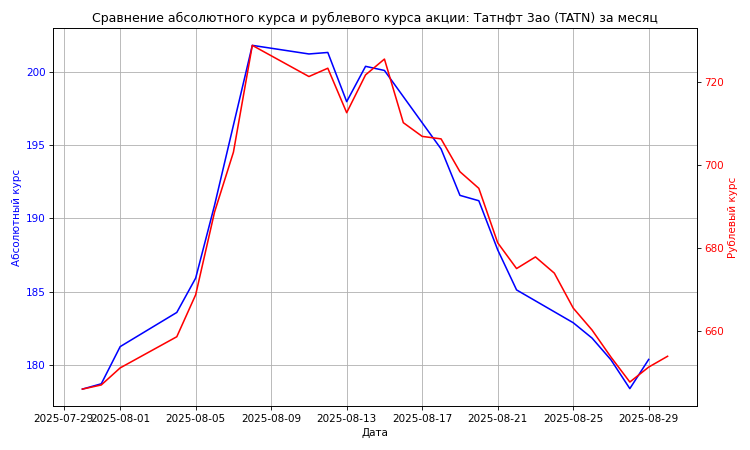 Сравнение абсолютного курса и рублевого курса акции: Татнфт 3ао (TATN) за месяц
Абсолютный курс
200
195
190
185
180
720
700
680
660
Рублевый курс
2025-07-29 2025-08-01 2025-08-05 2025-08-09 2025-08-13 2025-08-17 2025-08-21 2025-08-25 2025-08-29
Дата